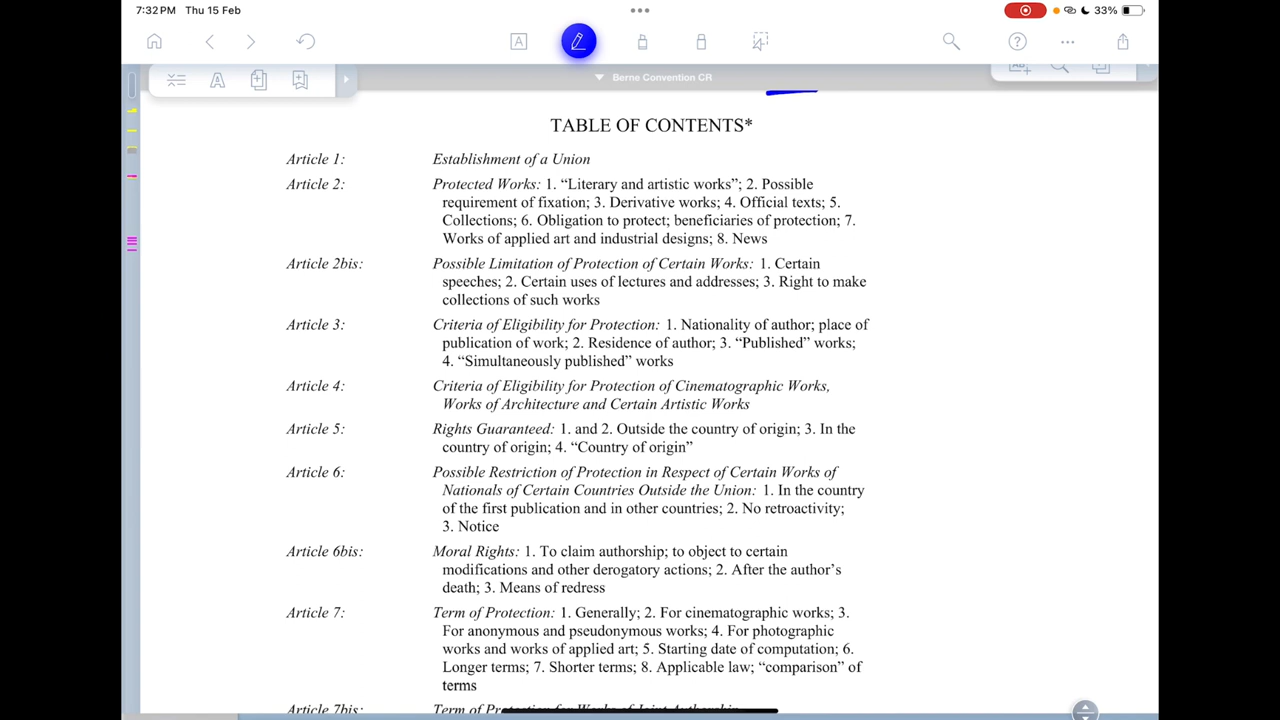 7:32 PM Thu 15 Feb
33%
Berne Convention CR
TABLE OF CONTENTS*
Article 1: Establishment of a Union
Article 2: Protected Works: 1. “Literary and artistic works”; 2. Possible
requirement of fixation; 3. Derivative works; 4. Official texts; 5.
Collections; 6. Obligation to protect; beneficiaries of protection; 7.
Works of applied art and industrial designs; 8. News
Article 2bis: Possible Limitation of Protection of Certain Works: 1. Certain
speeches; 2. Certain uses of lectures and addresses; 3. Right to make
collections of such works
Article 3: Criteria of Eligibility for Protection: 1. Nationality of author; place of
publication of work; 2. Residence of author; 3. “Published” works;
4. “Simultaneously published” works
Article 4: Criteria of Eligibility for Protection of Cinematographic Works,
Works of Architecture and Certain Artistic Works
Article 5: Rights Guaranteed: 1. and 2. Outside the country of origin; 3. In the
country of origin; 4. “Country of origin”
Article 6: Possible Restriction of Protection in Respect of Certain Works of
Nationals of Certain Countries Outside the Union: 1. In the country
of the first publication and in other countries; 2. No retroactivity;
3. Notice
Article 6bis: Moral Rights: 1. To claim authorship; to object to certain
modifications and other derogatory actions; 2. After the author’s
death; 3. Means of redress
Article 7: Term of Protection: 1. Generally; 2. For cinematographic works; 3.
For anonymous and pseudonymous works; 4. For photographic
works and works of applied art; 5. Starting date of computation; 6.
Longer terms; 7. Shorter terms; 8. Applicable law; “comparison” of
terms
Article 7bis: Term of Protection for Works of Joint Authorship